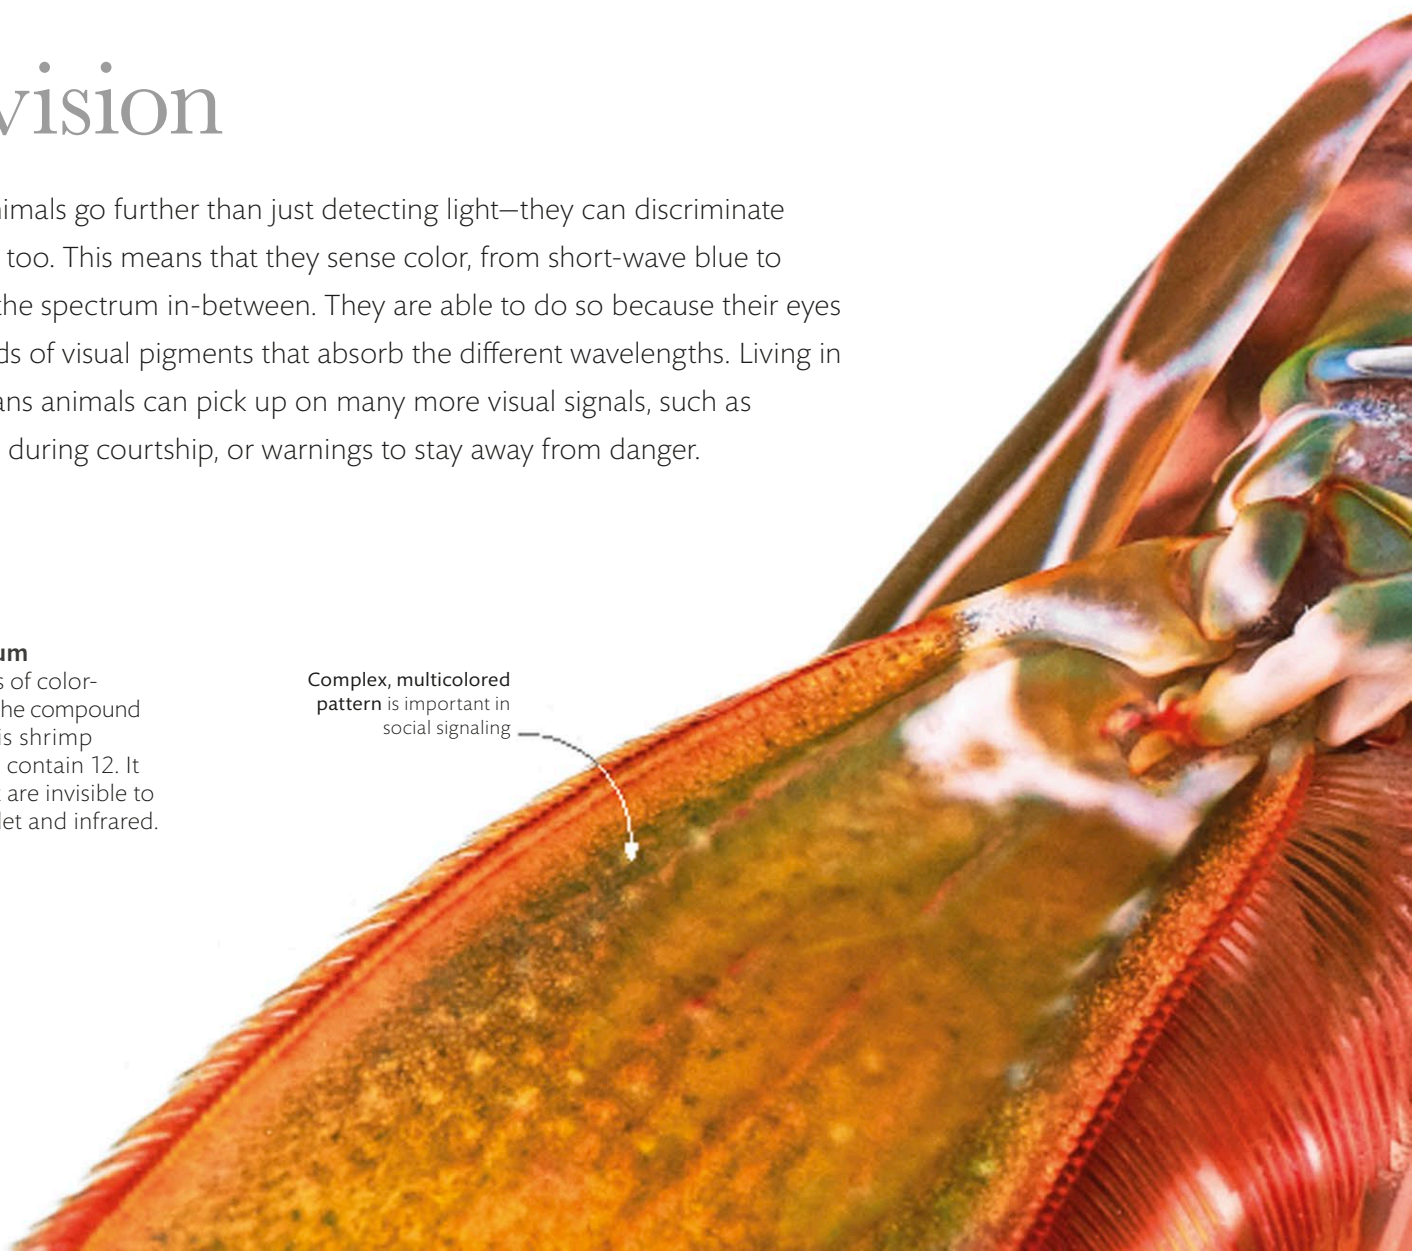 vision
imals go further than just detecting light—they can discriminate
too. This means that they sense color, from short-wave blue to
the spectrum in-between. They are able to do so because their eyes
ds of visual pigments that absorb the different wavelengths. Living in
ans animals can pick up on many more visual signals, such as
during courtship, or warnings to stay away from danger.
um
s of color-
he compound
is shrimp
contain 12. It
are invisible to
let and infrared.
Complex, multicolored
pattern is important in
social signaling